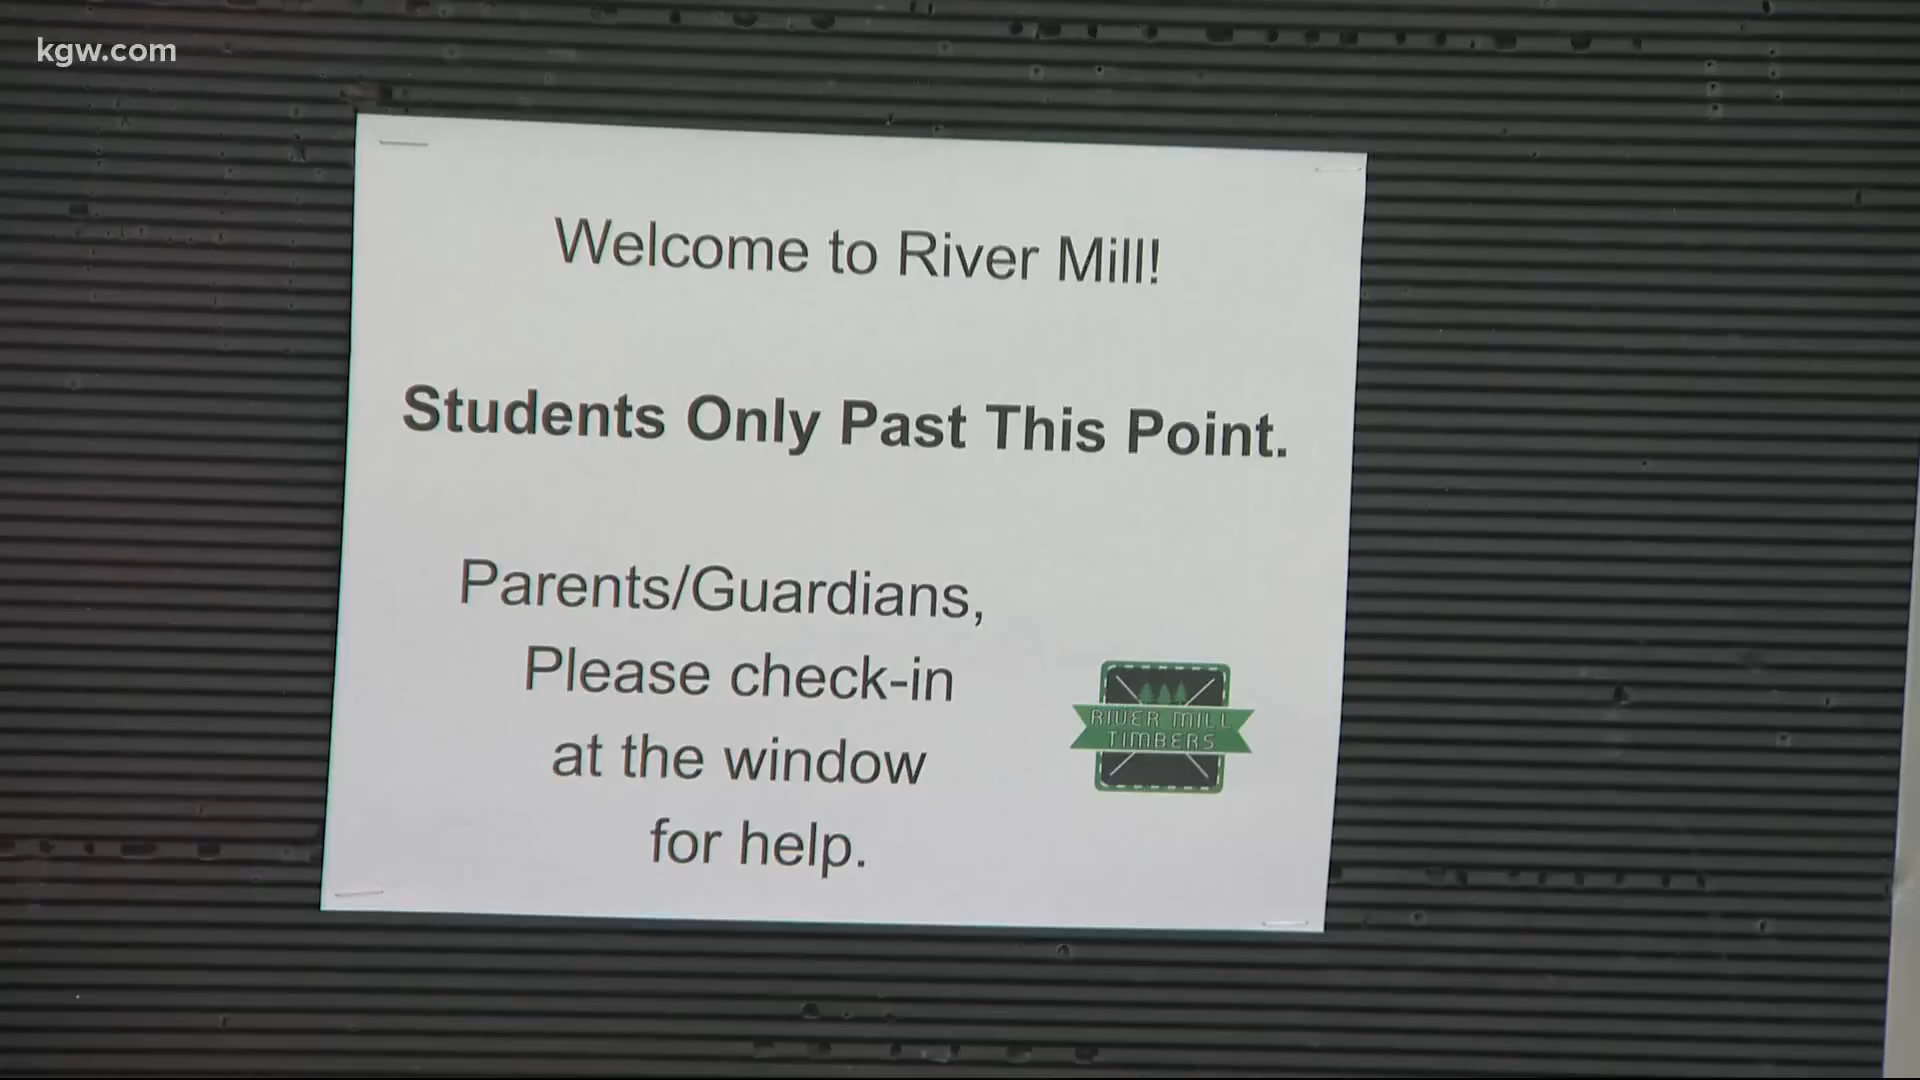 kgw.com
Welcome to River Mill!
Students Only Past This Point.
Parents/Guardians,
Please check-in
at the window
for help.
RIVER MILL
TIMBERS